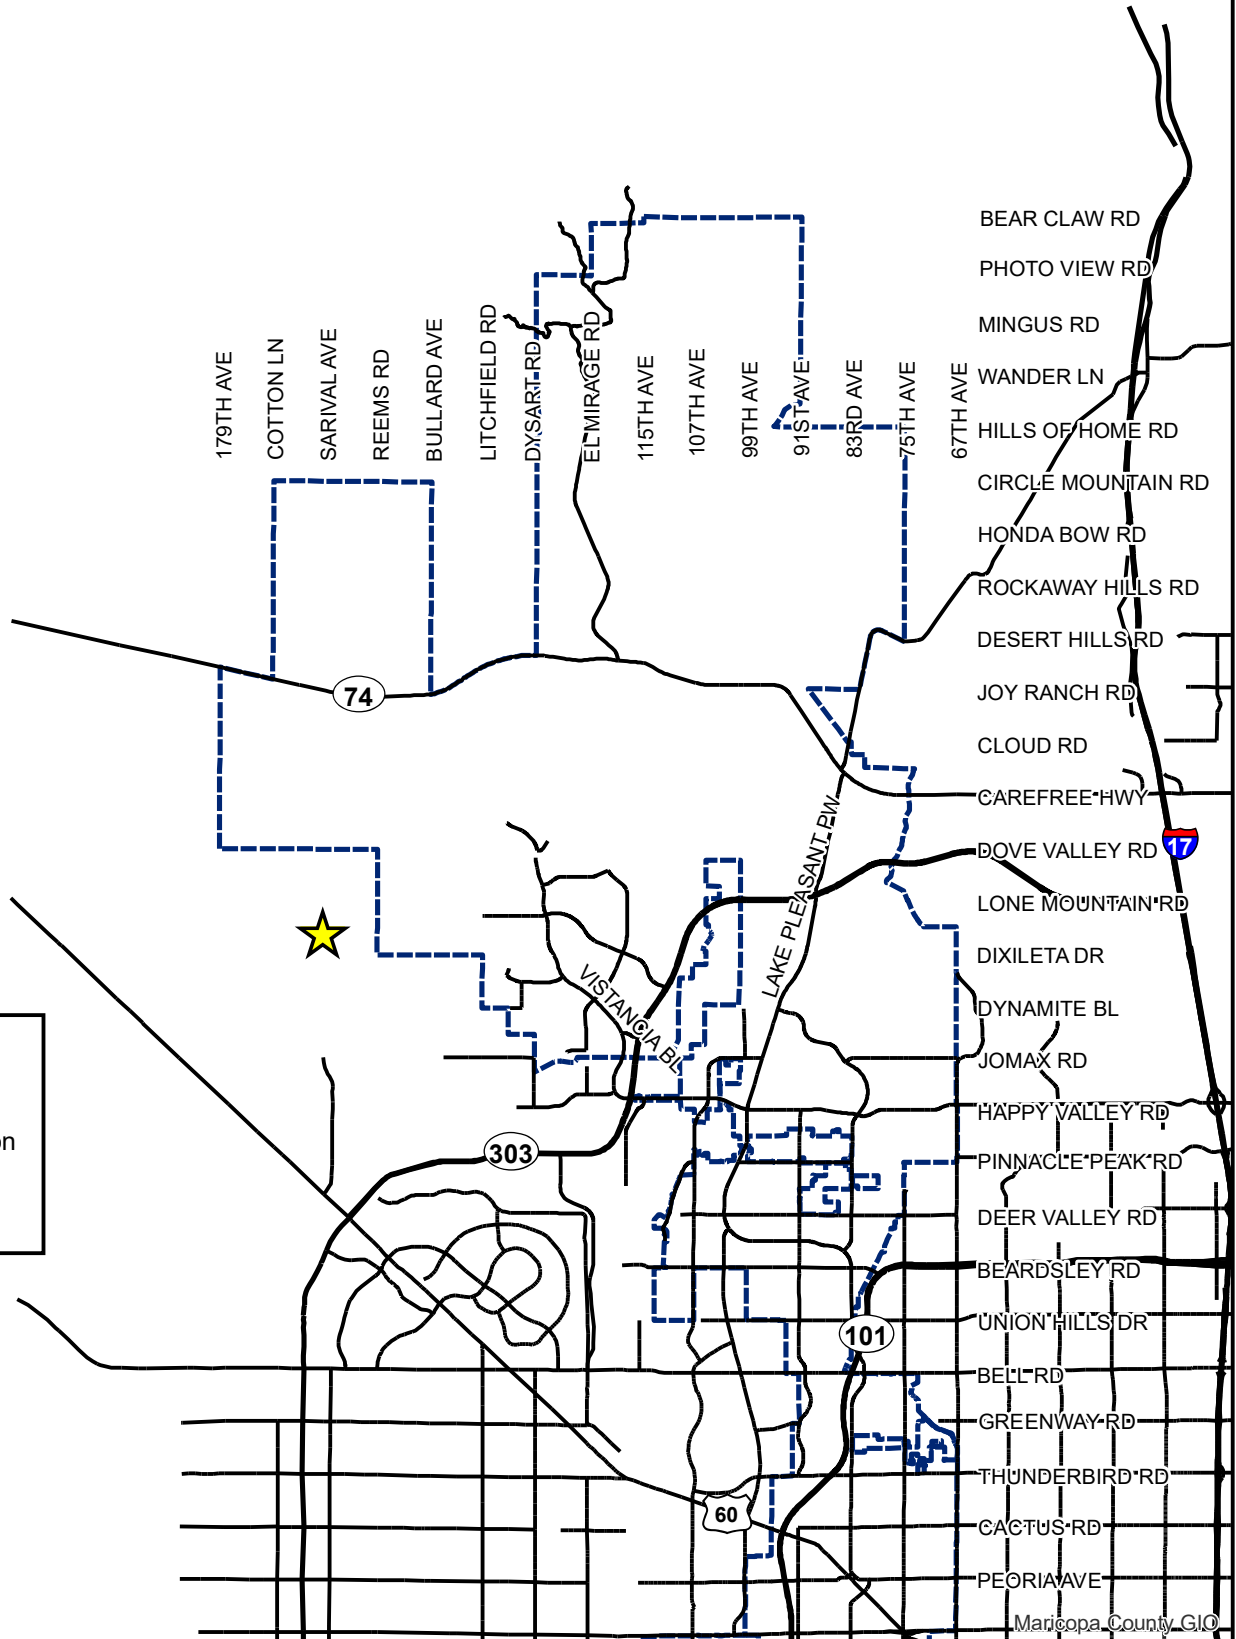 BEAR CLAW RD
PHOTO VIEW RD
MINGUS RD
WANDER LN
HILLS OF HOME RD
CIRCLE MOUNTAIN RD
HONDA BOW RD
ROCKAWAY HILLS RD
DESERT HILLS RD
JOY RANCH RD
CLOUD RD
CAREFREE HWY
DOVE VALLEY RD
LONE MOUNTAIN RD
DIXILETA DR
DYNAMITE BL
JOMAX RD
HAPPY VALLEY RD
PINNACLE PEAK RD
DEER VALLEY RD
BEARDSLEY RD
UNION HILLS DR
BELL RD
GREENWAY RD
THUNDERBIRD RD
CACTUS RD
PEORIA AVE
179TH AVE
COTTON LN
SARIVAL AVE
REEMS RD
BULLARD AVE
LITCHFIELD RD
DYSART RD
EL MIRAGE RD
115TH AVE
107TH AVE
99TH AVE
91ST AVE
83RD AVE
75TH AVE
67TH AVE
74
17
LAKE PLEASANT PW
VISTANCIA BL
303
on
101
60
Maricopa County GIO